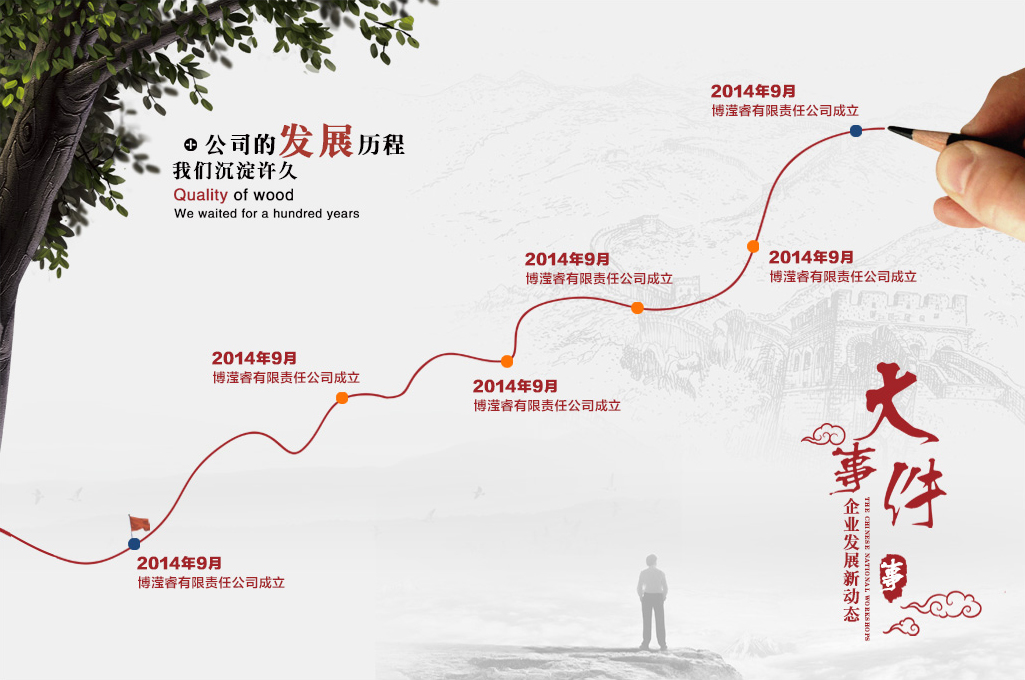 公司的发展历程
我们沉淀许久
Quality of wood
We waited for a hundred years
2014年9月
博滢睿有限责任公司成立
2014年9月
博滢睿有限责任公司成立
2014年9月
博滢睿有限责任公司成立
2014年9月
博滢睿有限责任公司成立
2014年9月
博滢睿有限责任公司成立
2014年9月
博滢睿有限责任公司成立
大事件
企业发展新动态
THE CHINESE NATIONAL WORKSHOPS
事